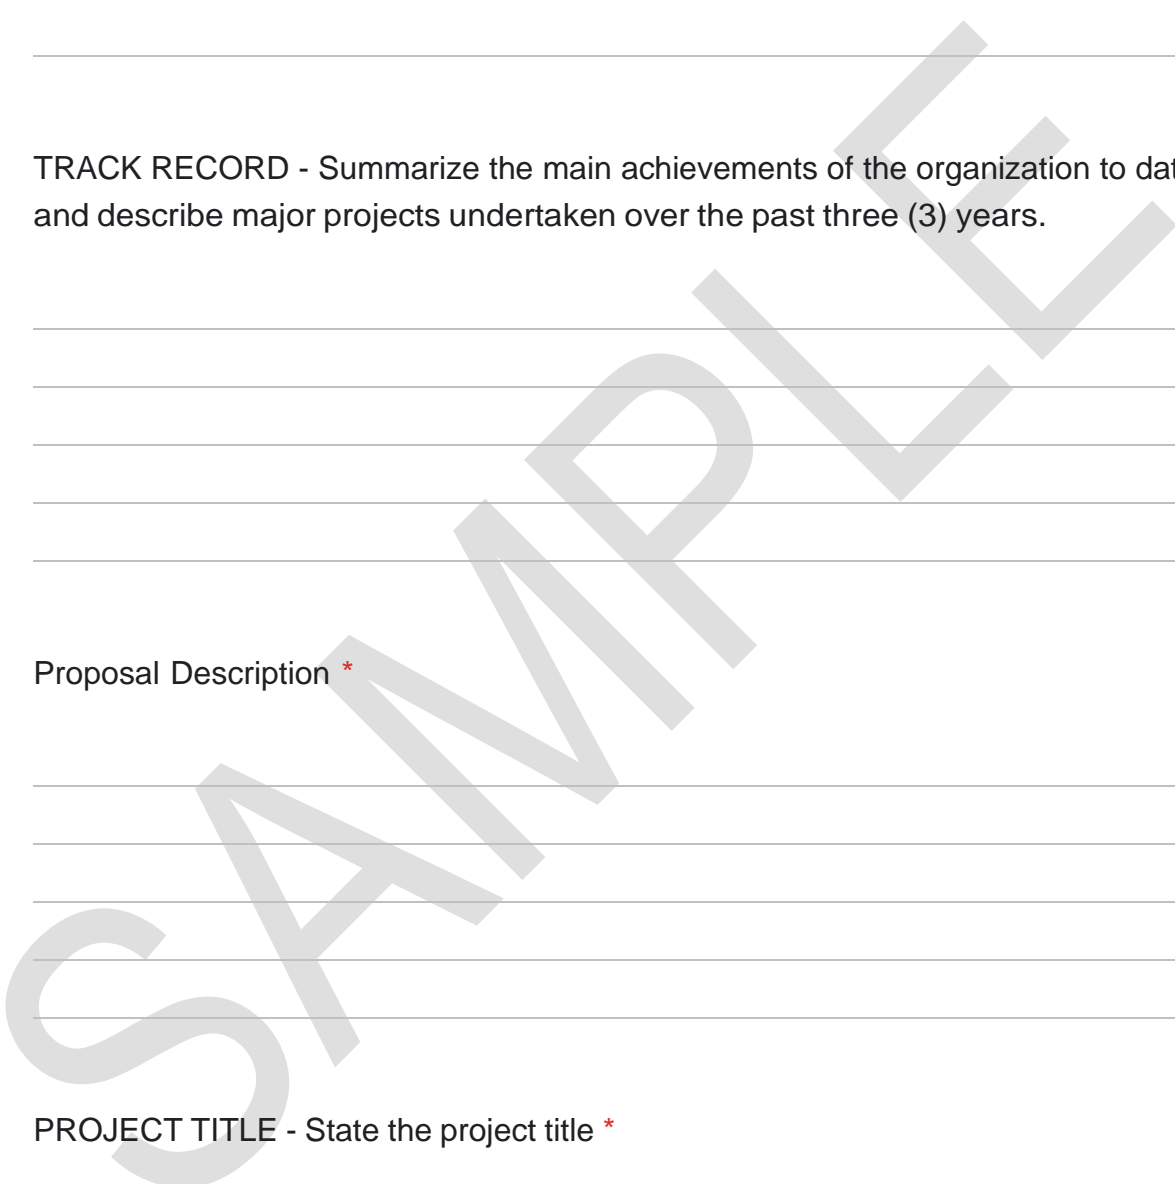 TRACK RECORD - Summarize the main achievements of the organization to dat
and describe major projects undertaken over the past three (3) years.
Proposal Description *
PROJECT TITLE - State the project title *
SAMPLE